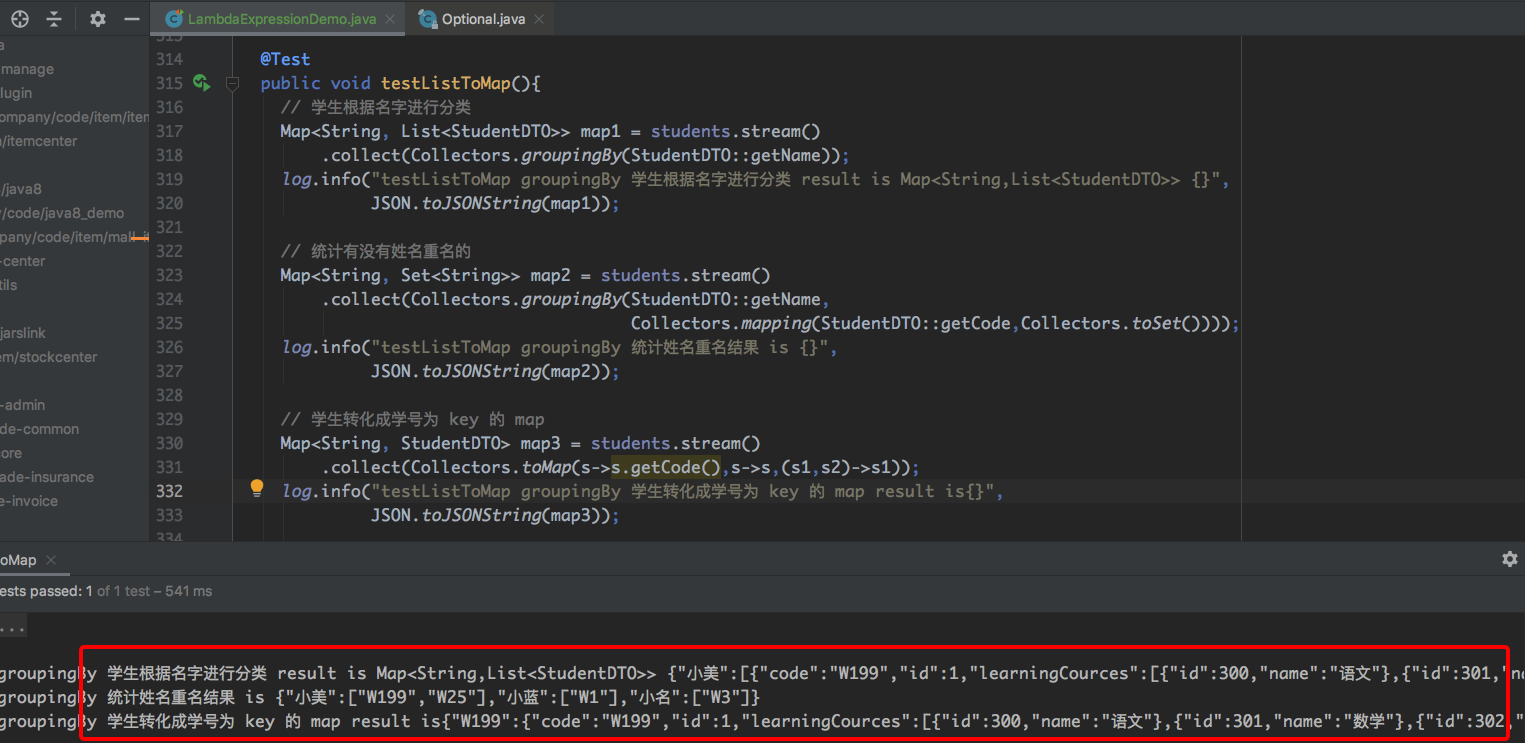 LambdaExpressionDemo.java
Optional.java
a
manage
lugin
ompany/code/item/iten
/itemcenter
/java8
/code/java8_demo
pany/code/item/mall_it
-center
tils
jarslink
em/stockcenter
-admin
de-common
ore
ade-insurance
e-invoice
313
314 @Test
315 public void testListToMap(){
316 // 学生根据名字进行分类
317 Map<String, List<StudentDTO>> map1 = students.stream()
318 .collect(Collectors.groupingBy(StudentDTO::getName));
319 log.info("testListToMap groupingBy 学生根据名字进行分类 result is Map<String,List<StudentDTO>> {}",
320 JSON.toJSONString(map1));
321
322 // 统计有没有姓名重名的
323 Map<String, Set<String>> map2 = students.stream()
324 .collect(Collectors.groupingBy(StudentDTO::getName,
325 Collectors.mapping(StudentDTO::getCode,Collectors.toSet())));
326 log.info("testListToMap groupingBy 统计姓名重名结果 is {}",
327 JSON.toJSONString(map2));
328
329 // 学生转化成学号为 key 的 map
330 Map<String, StudentDTO> map3 = students.stream()
331 .collect(Collectors.toMap(s->s.getCode(),s->s,(s1,s2)->s1));
332 log.info("testListToMap groupingBy 学生转化成学号为 key 的 map result is{}",
333 JSON.toJSONString(map3));
334
oMap
ests passed: 1 of 1 test – 541 ms
...
groupingBy 学生根据名字进行分类 result is Map<String,List<StudentDTO>> {"小美":[{"code":"W199","id":1,"learningCources":[{"id":300,"name":"语文"},{"id":301,"na
groupingBy 统计姓名重名结果 is {"小美":["W199","W25"],"小蓝":["W1"],"小名":["W3"]}
groupingBy 学生转化成学号为 key 的 map result is{"W199":{"code":"W199","id":1,"learningCources":[{"id":300,"name":"语文"},{"id":301,"name":"数学"},{"id":302,"